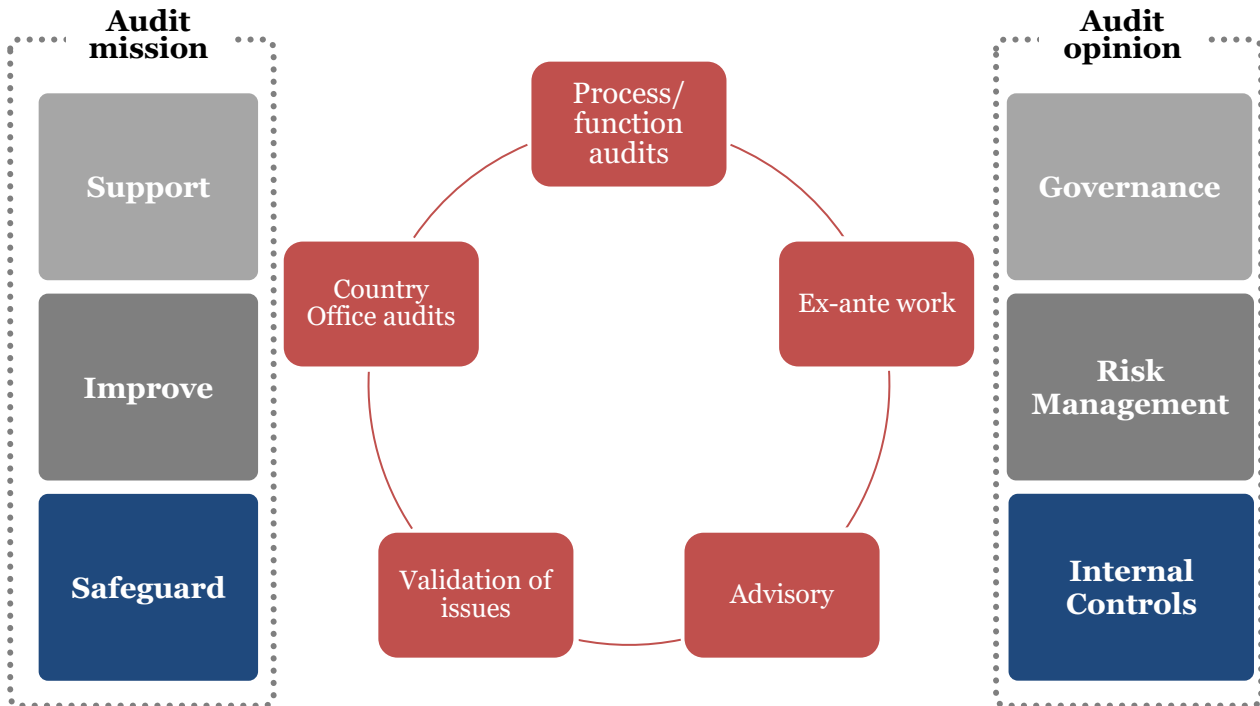 Audit
mission
Support
Improve
Safeguard
Process/
function
audits
Country
Office audits
Ex-ante work
Validation of
issues
Advisory
Audit
opinion
Governance
Risk
Management
Internal
Controls